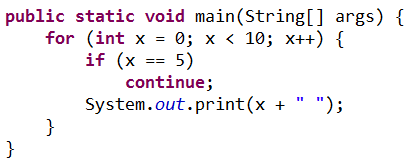 public static void main(String[] args) {
    for (int x = 0; x < 10; x++) {
        if (x == 5)
            continue;
        System.out.print(x + " ");
    }
}